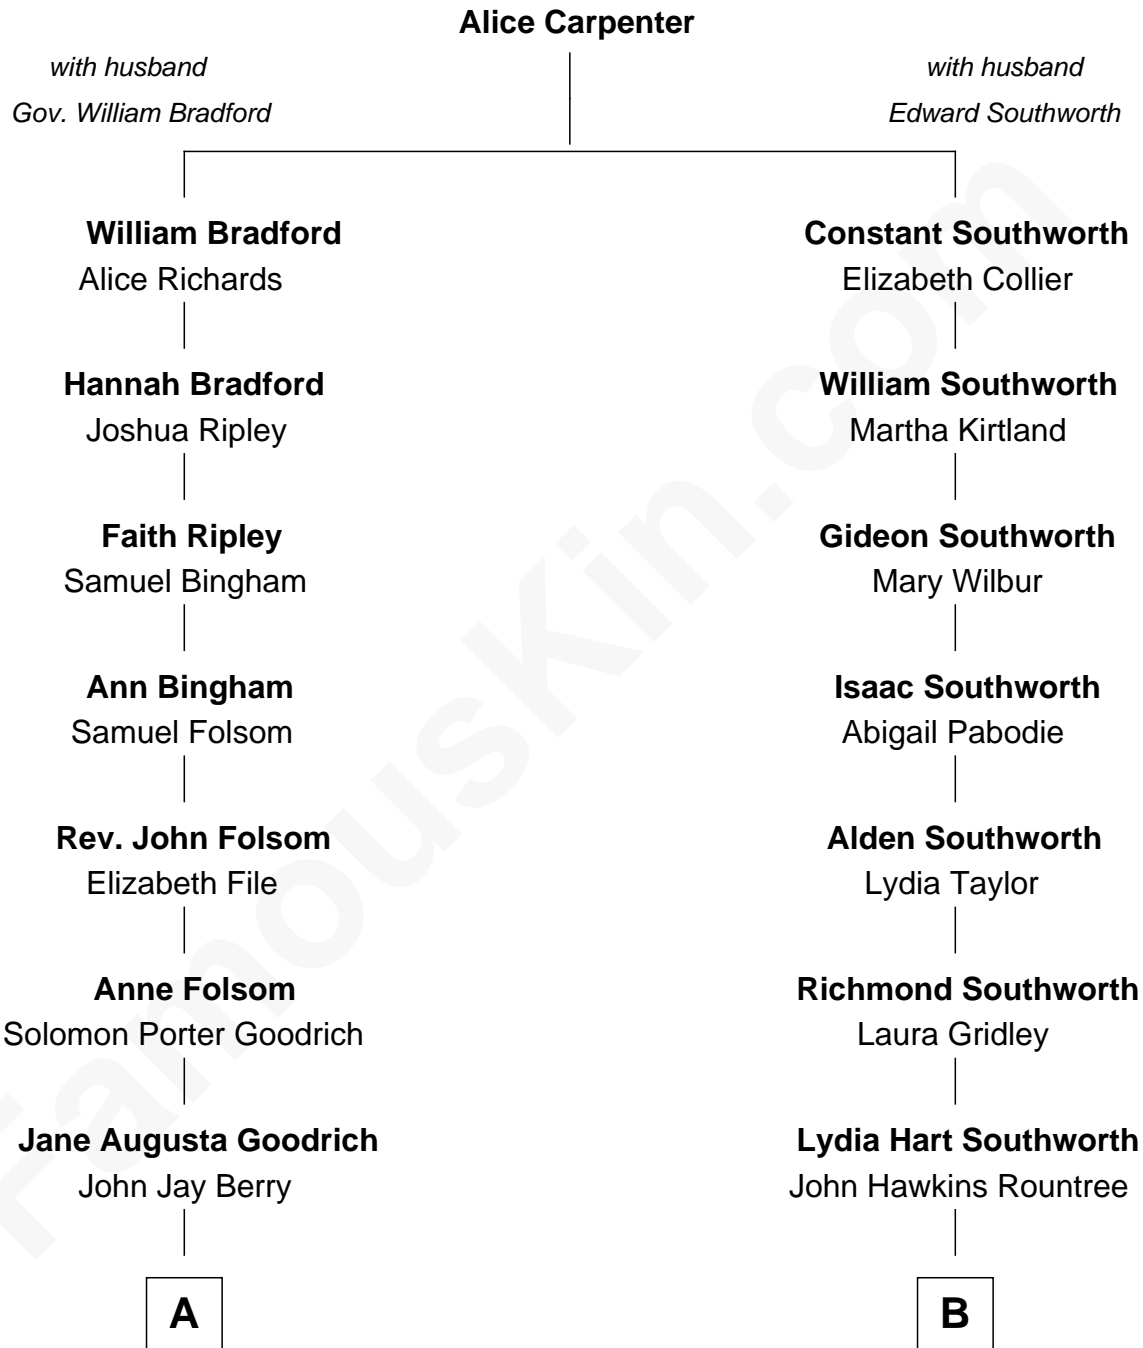 Alice Carpenter
with husband
Gov. William Bradford
with husband
Edward Southworth
William Bradford
Alice Richards
Constant Southworth
Elizabeth Collier
Hannah Bradford
Joshua Ripley
William Southworth
Martha Kirtland
Faith Ripley
Samuel Bingham
Gideon Southworth
Mary Wilbur
Ann Bingham
Samuel Folsom
Isaac Southworth
Abigail Pabodie
Rev. John Folsom
Elizabeth File
Alden Southworth
Lydia Taylor
Anne Folsom
Solomon Porter Goodrich
Richmond Southworth
Laura Gridley
Jane Augusta Goodrich
John Jay Berry
Lydia Hart Southworth
John Hawkins Rountree
A
B
FamousKin.com